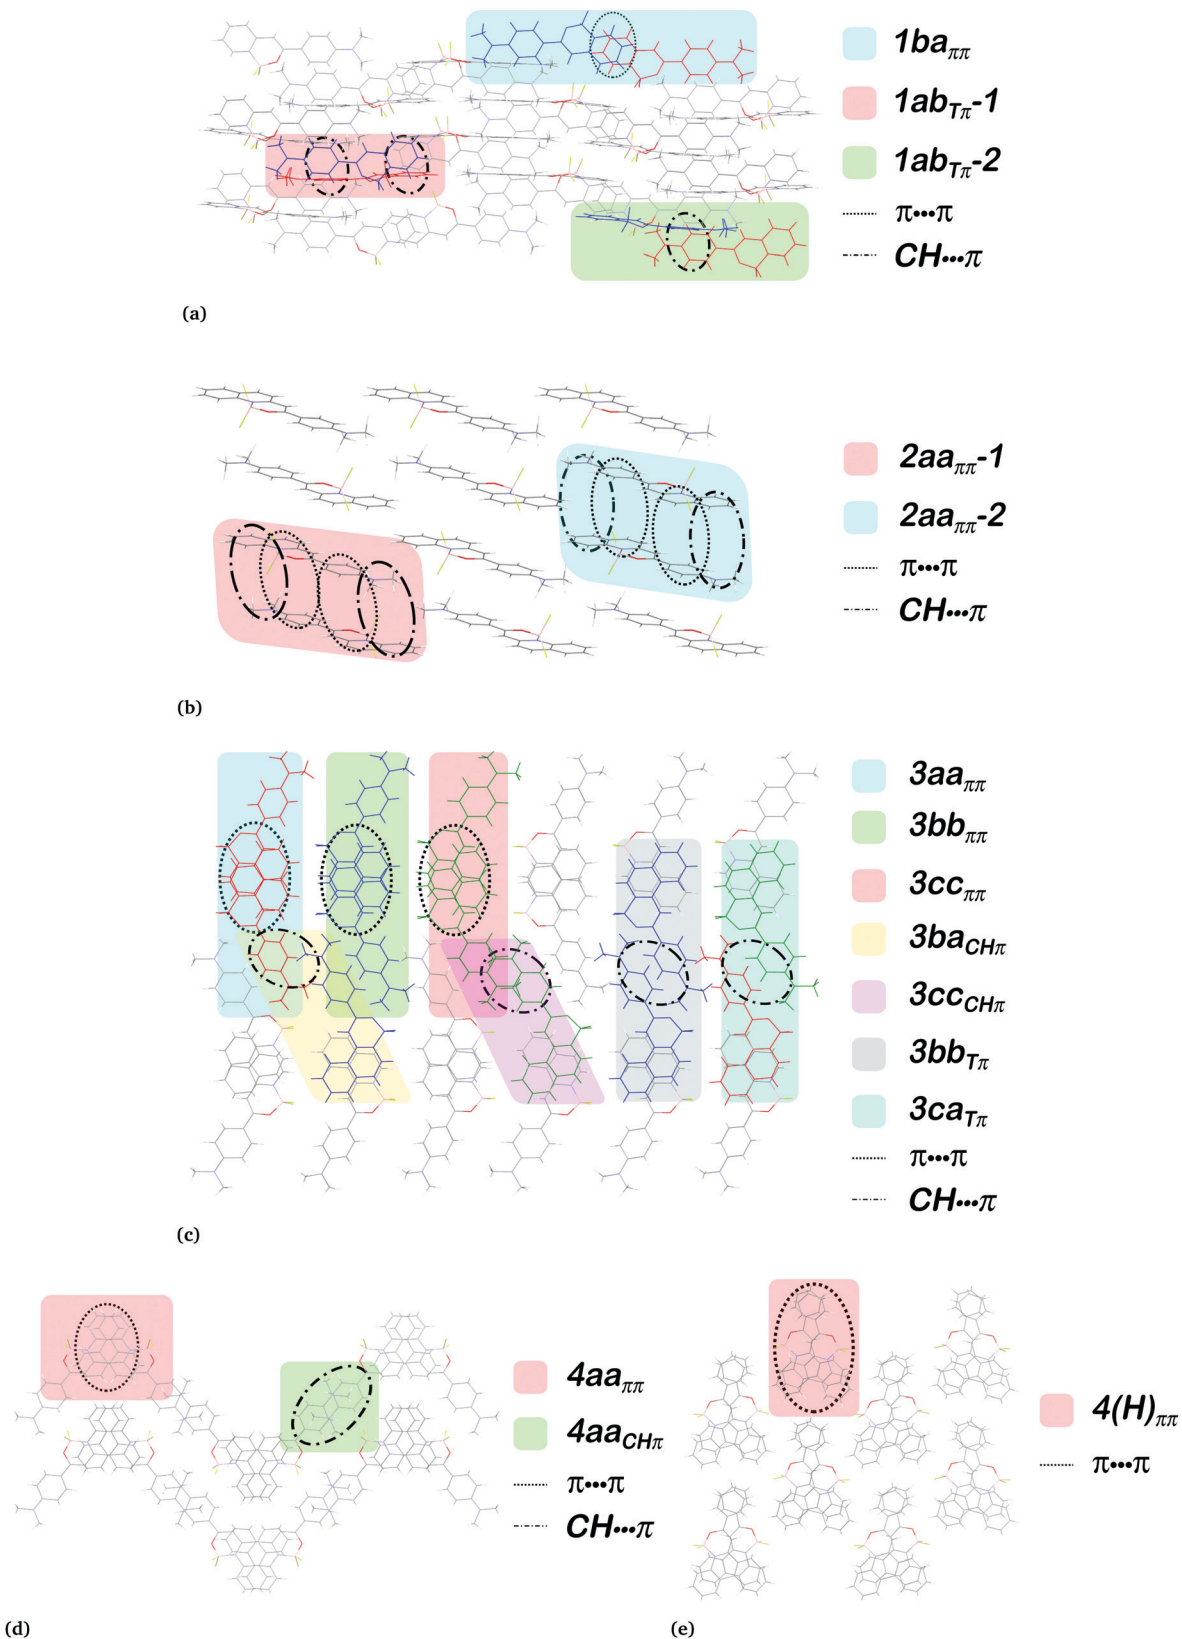 1ba_ππ
1ab_Tπ-1
1ab_Tπ-2
π•••π
CH•••π
(a)
2aa_ππ-1
2aa_ππ-2
π•••π
CH•••π
(b)
3aa_ππ
3bb_ππ
3cc_ππ
3ba_CHπ
3cc_CHπ
3bb_Tπ
3ca_Tπ
π•••π
CH•••π
(c)
4aa_ππ
4aa_CHπ
π•••π
CH•••π
(d)
4(H)_ππ
π•••π
(e)